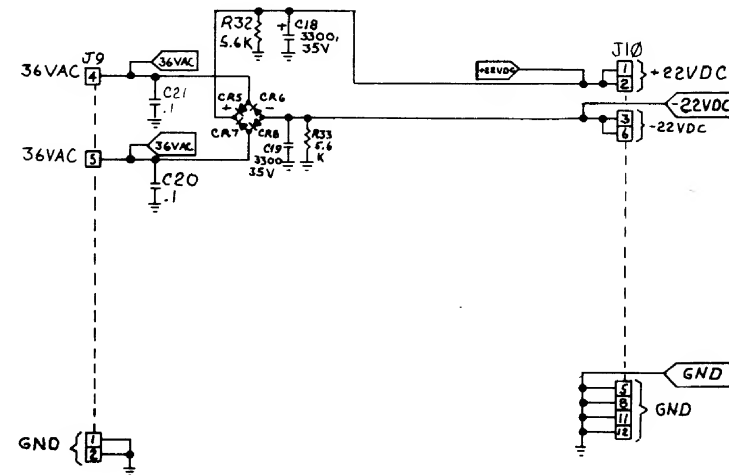 R32
5.6K
+ C18
3300,
35V
J9
36VAC
4
36VAC
C21
.1
CR5
CR6
+
-
CR7
CR8
C19
3300
35V
R33
5.6
K
36VAC
5
36VAC
C20
.1
+22VDC
J10
1
2
+22VDC
-22VDC
3
6
-22VDC
GND
5
8
11
12
GND
GND
1
2